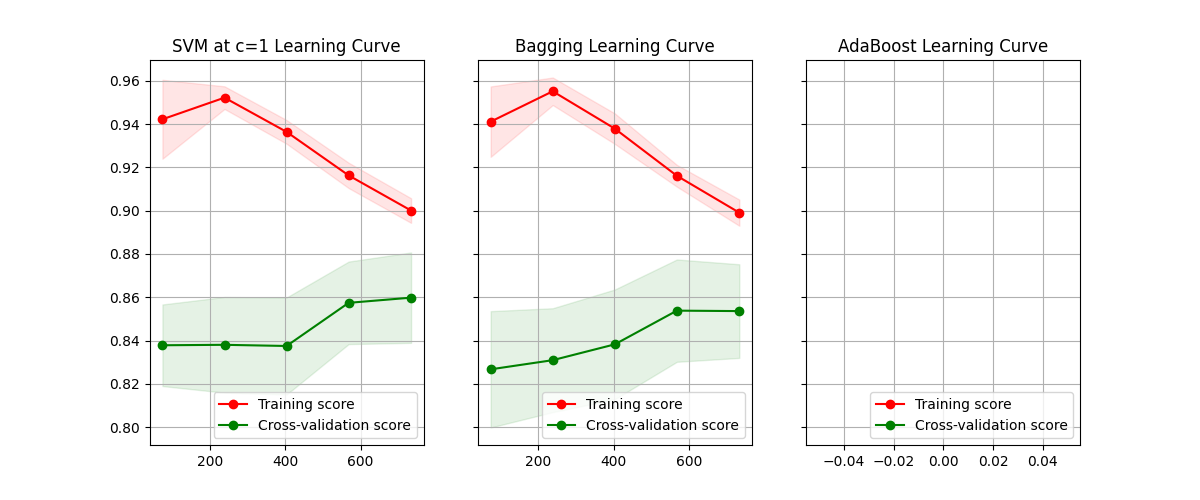 SVM at c=1 Learning Curve
Bagging Learning Curve
AdaBoost Learning Curve
0.96
0.94
0.92
0.90
0.88
0.86
0.84
0.82
0.80
Training score
Cross-validation score
Training score
Cross-validation score
Training score
Cross-validation score
200 400 600
200 400 600
−0.04 −0.02 0.00 0.02 0.04